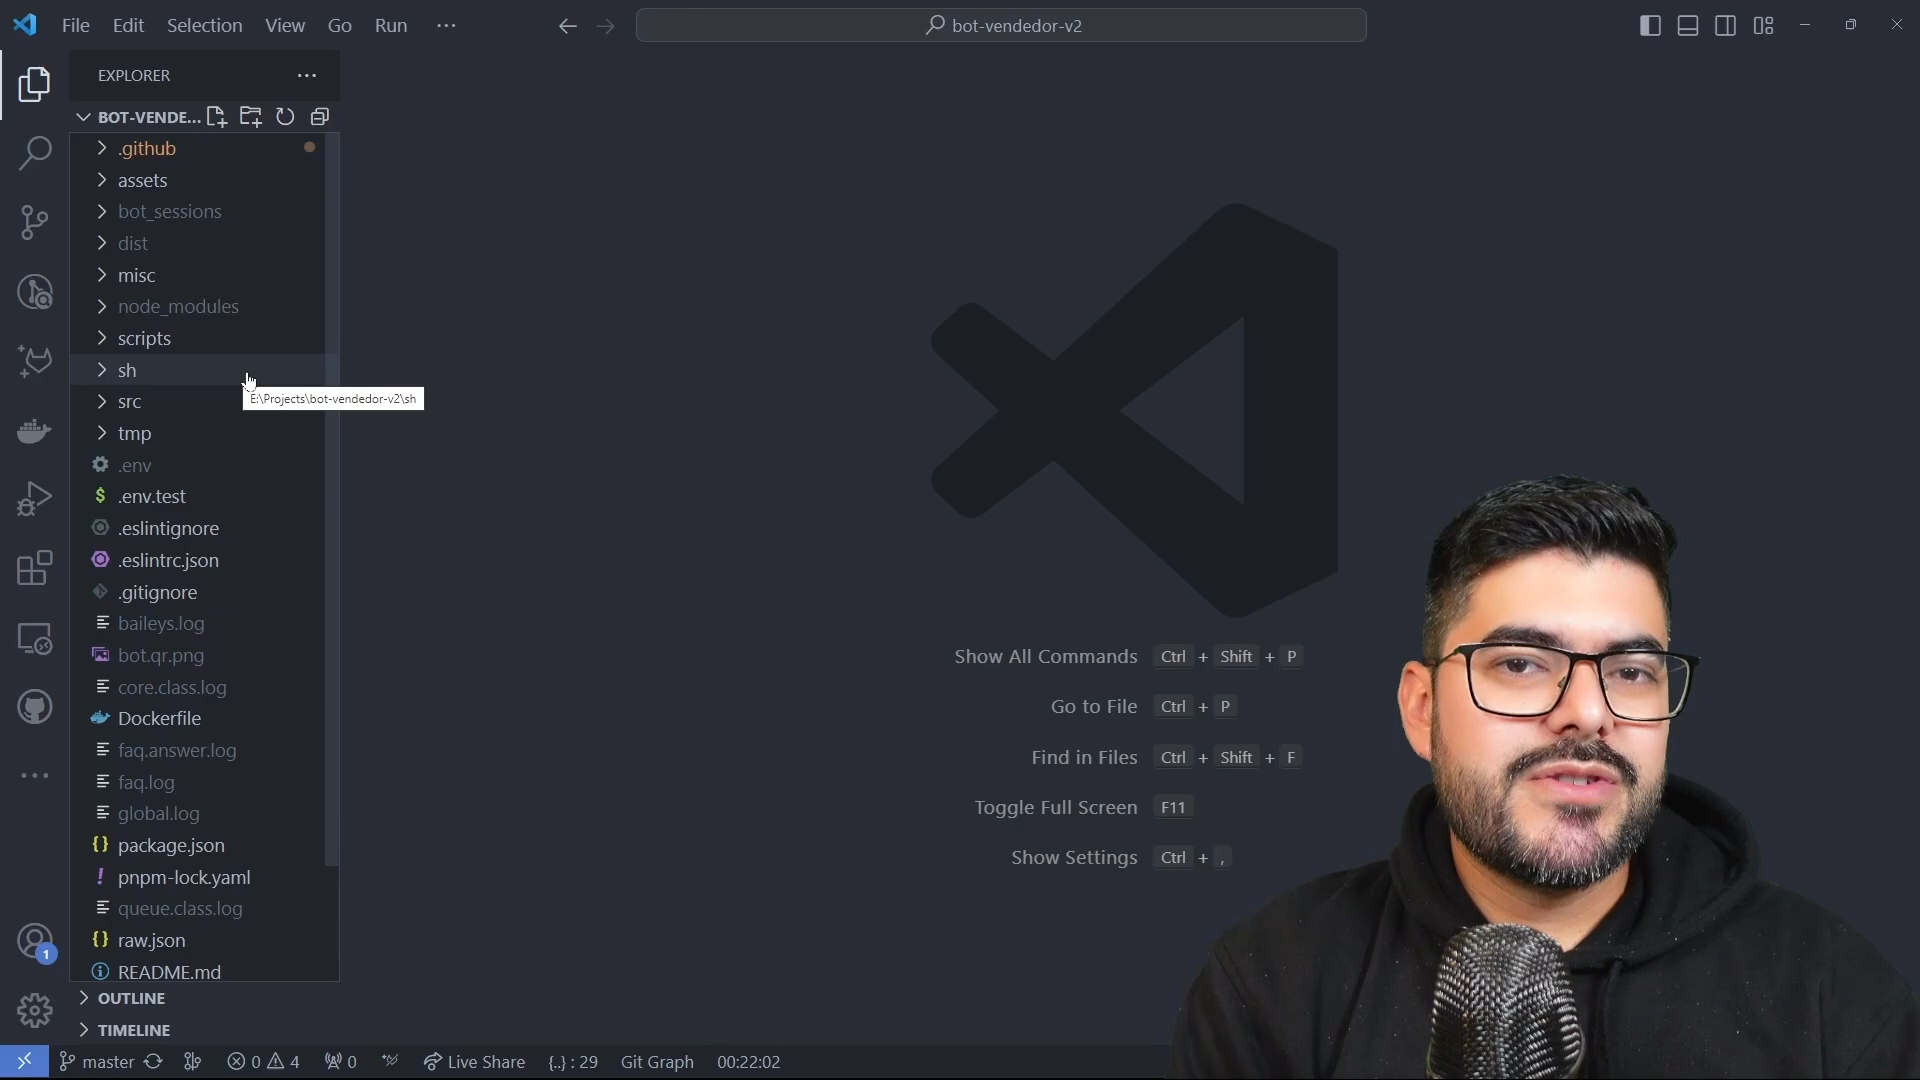 File Edit Selection View Go Run ···
bot-vendedor-v2
EXPLORER
BOT-VENDE...
.github
assets
bot_sessions
dist
misc
node_modules
scripts
sh
E:\Projects\bot-vendedor-v2\sh
src
tmp
.env
.env.test
.eslintignore
.eslintrc.json
.gitignore
baileys.log
bot.qr.png
core.class.log
Dockerfile
faq.answer.log
faq.log
global.log
package.json
pnpm-lock.yaml
queue.class.log
raw.json
README.md
OUTLINE
TIMELINE
Show All Commands Ctrl + Shift + P
Go to File Ctrl + P
Find in Files Ctrl + Shift + F
Toggle Full Screen F11
Show Settings Ctrl + ,
1
master 0 4 0 Live Share {..} : 29 Git Graph 00:22:02